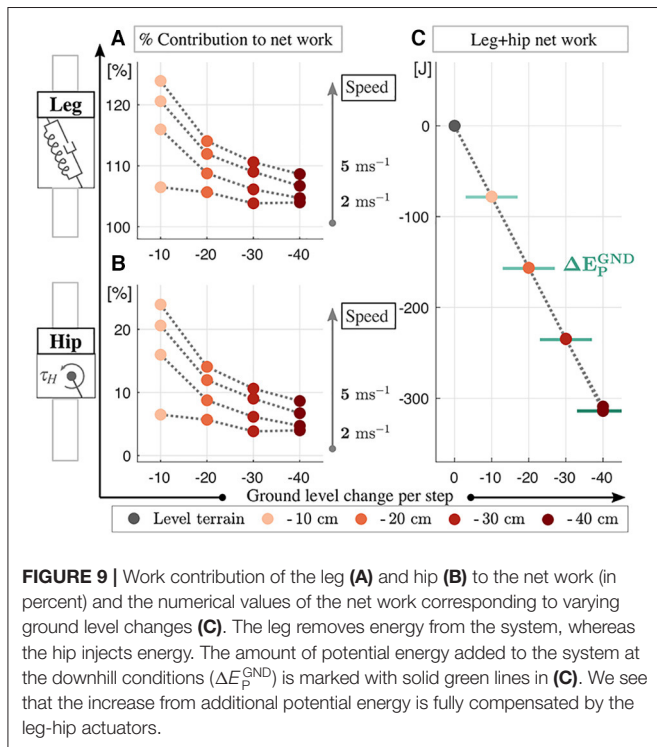 A % Contribution to net work
[%]
Leg
120
110
100
-10 -20 -30 -40
Speed
5 ms⁻¹
2 ms⁻¹
B
[%]
Hip
τH
20
10
0
-10 -20 -30 -40
Speed
5 ms⁻¹
2 ms⁻¹
C Leg+hip net work
[J]
0
-100
-200
-300
ΔE_P^GND
0 -10 -20 -30 -40
Ground level change per step
Level terrain - 10 cm - 20 cm - 30 cm - 40 cm
FIGURE 9 | Work contribution of the leg (A) and hip (B) to the net work (in
percent) and the numerical values of the net work corresponding to varying
ground level changes (C). The leg removes energy from the system, whereas
the hip injects energy. The amount of potential energy added to the system at
the downhill conditions (ΔE_P^GND) is marked with solid green lines in (C). We see
that the increase from additional potential energy is fully compensated by the
leg-hip actuators.